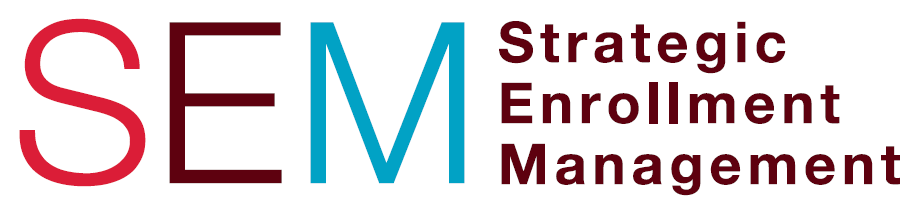 SEM
Strategic
Enrollment
Management